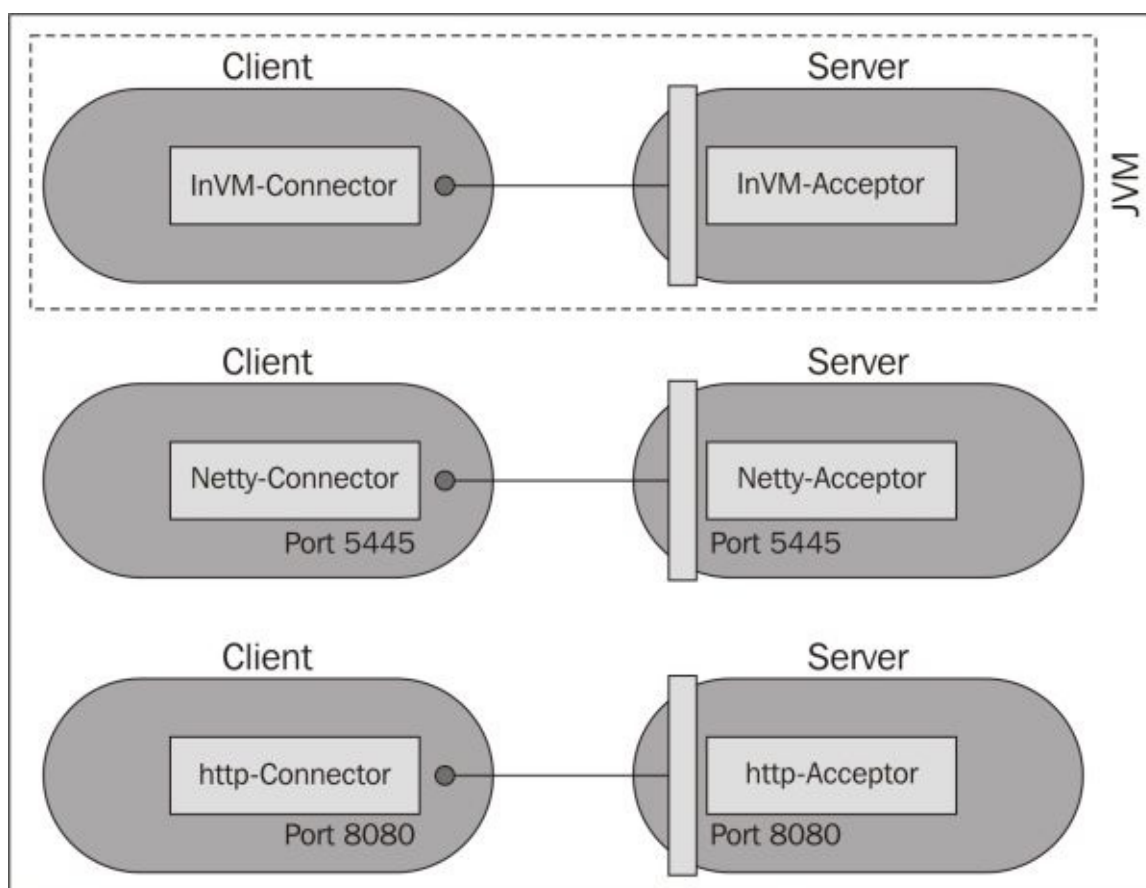 Client Server
InVM-Connector InVM-Acceptor
JVM
Client Server
Netty-Connector Netty-Acceptor
Port 5445 Port 5445
Client Server
http-Connector http-Acceptor
Port 8080 Port 8080